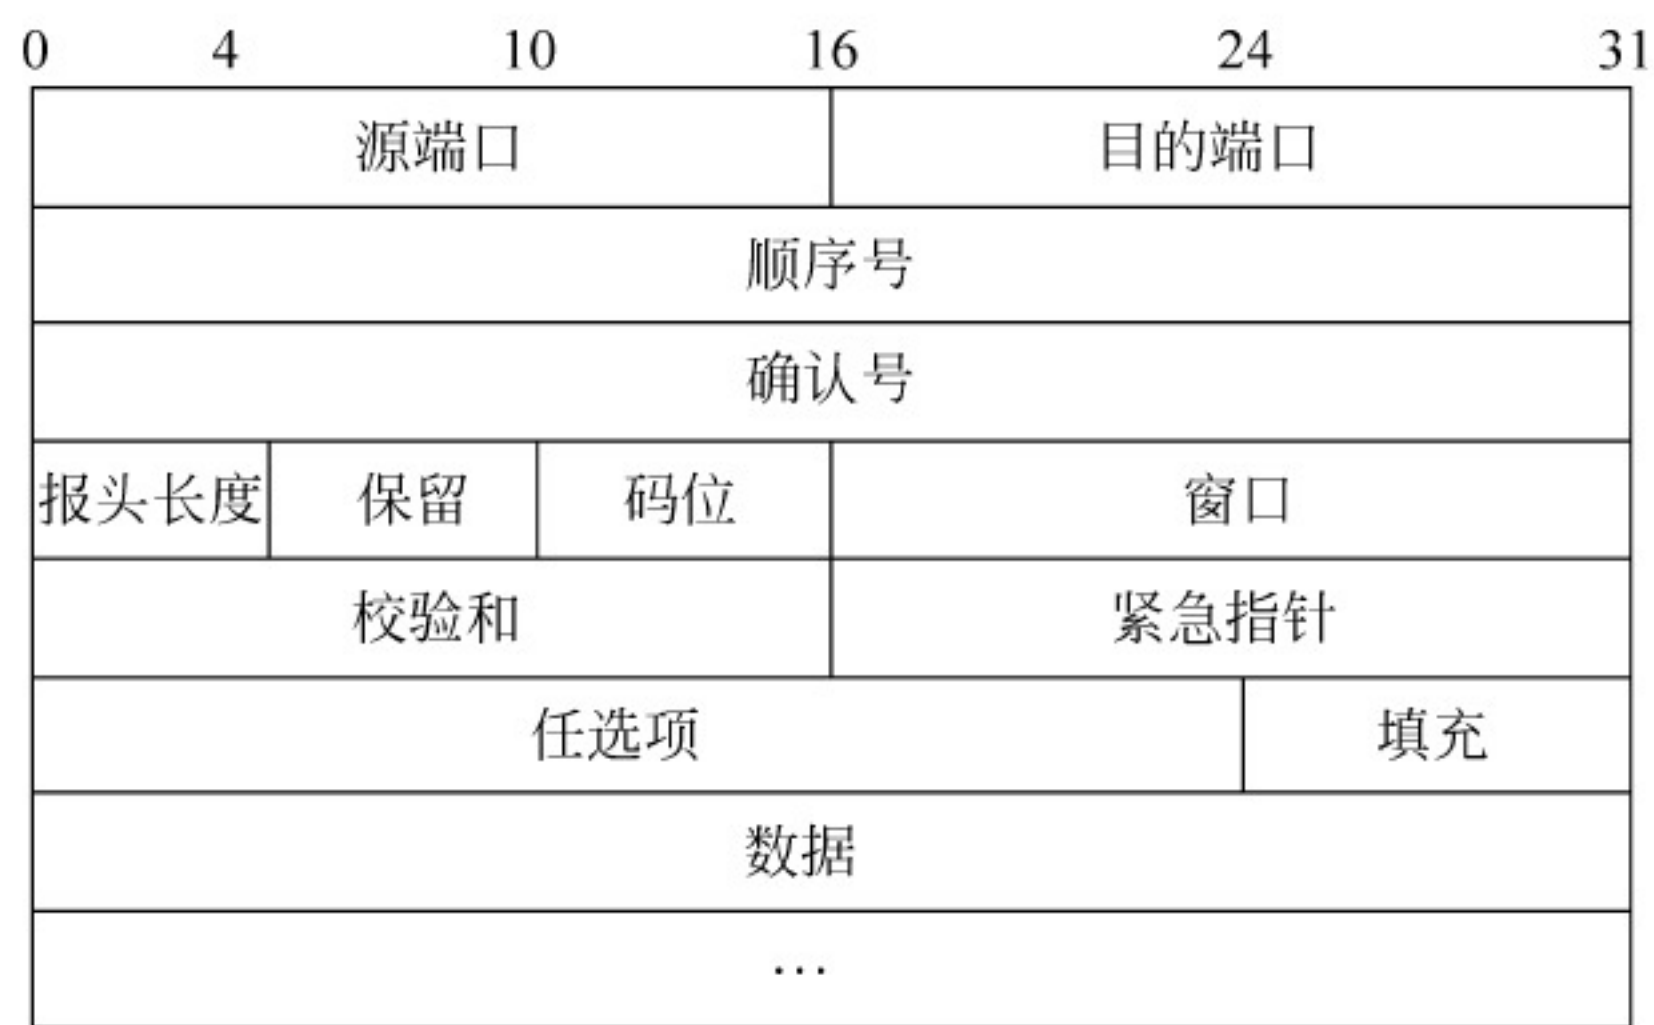 0 4 10 16 24 31
源端口 目的端口
顺序号
确认号
报头长度 保留 码位 窗口
校验和 紧急指针
任选项 填充
数据
…